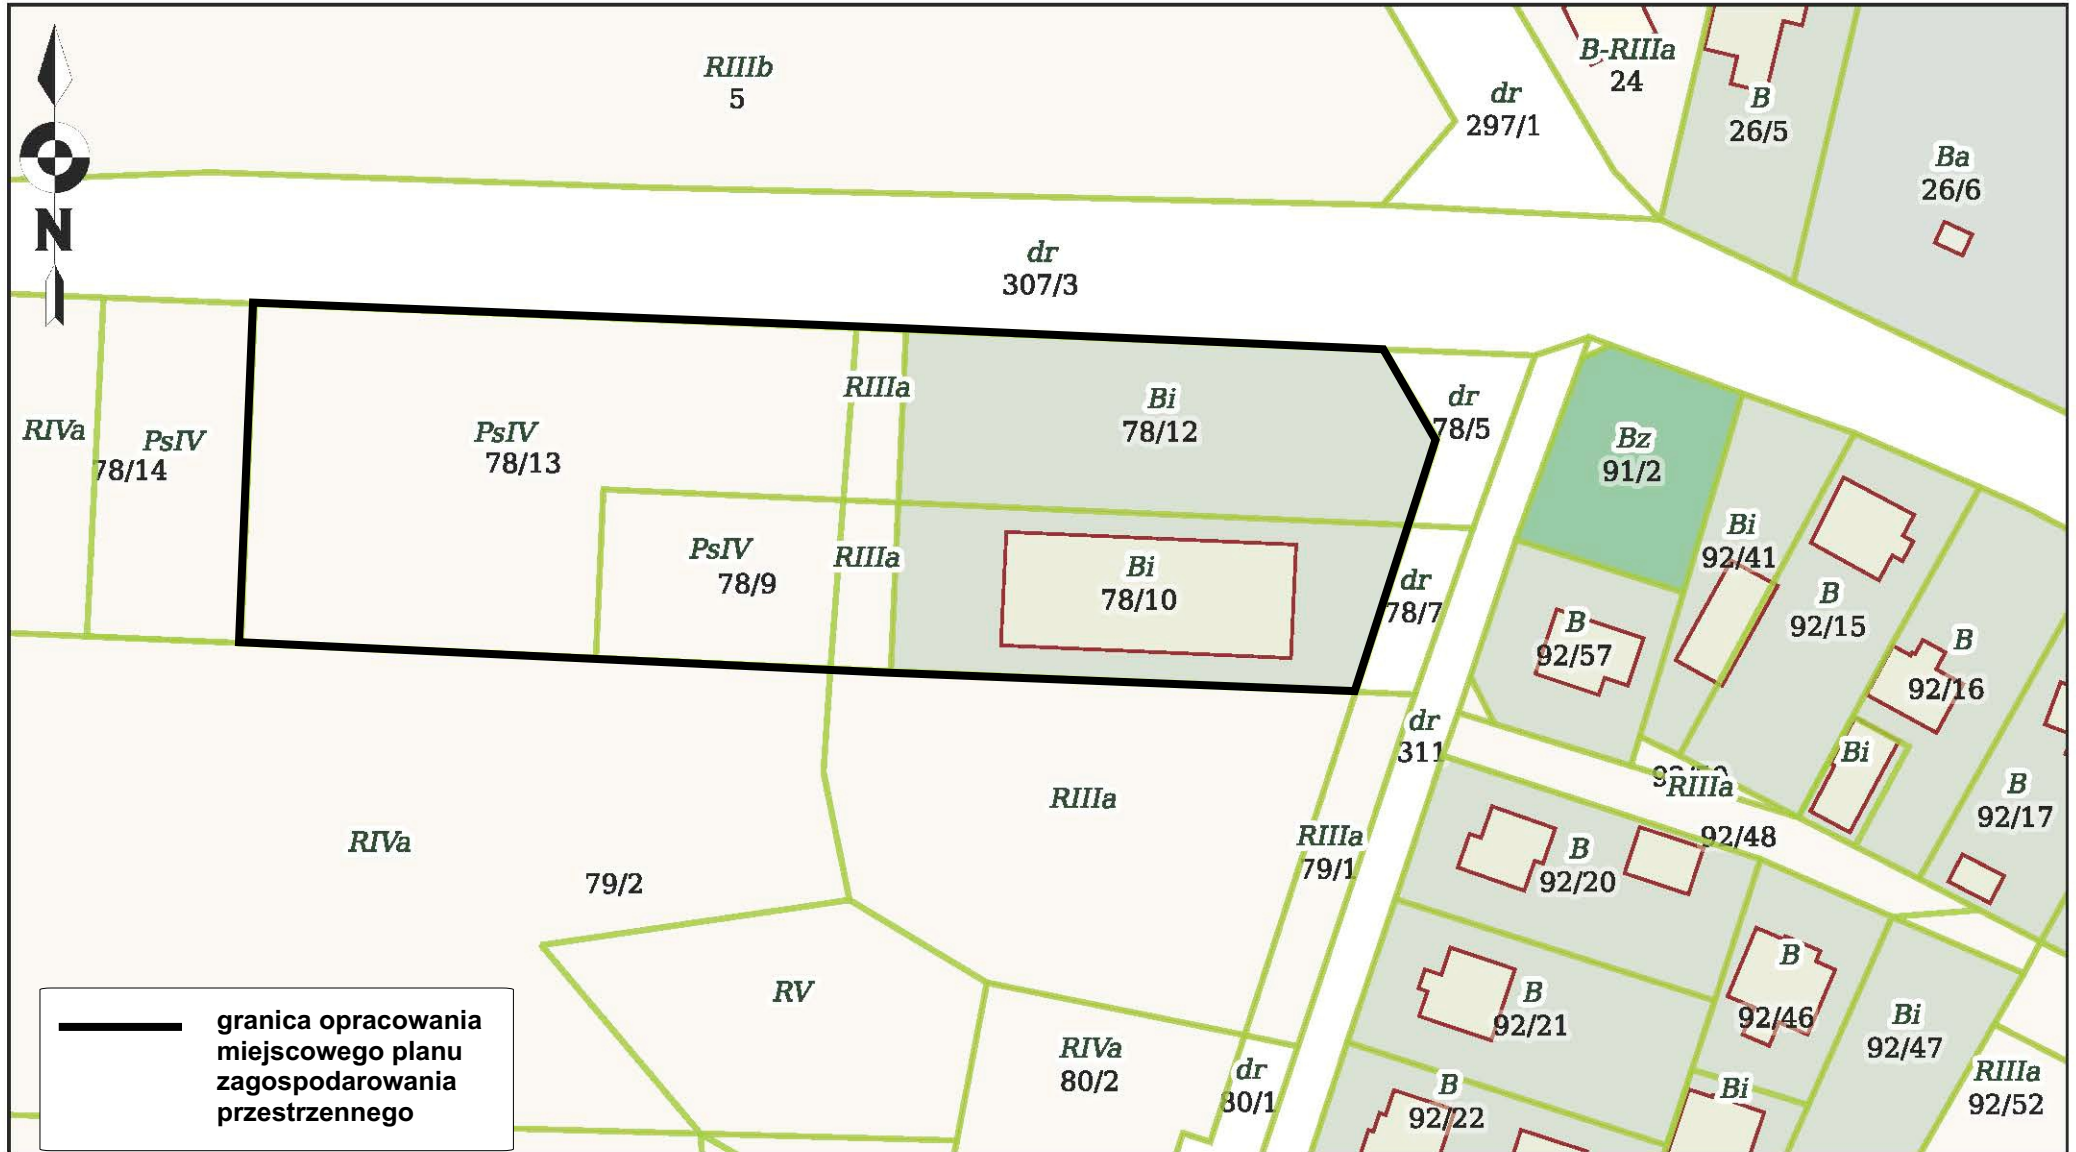 RIIIb
5
dr
297/1
B-RIIIa
24
B
26/5
Ba
26/6
N
dr
307/3
RIVa
PsIV
78/14
PsIV
78/13
RIIIa
Bi
78/12
dr
78/5
PsIV
78/9
RIIIa
Bi
78/10
dr
78/7
Bz
91/2
Bi
92/41
B
92/15
B
92/57
B
92/16
Bi
B
92/17
dr
311
RIIIa
92/48
RIVa
79/2
RIIIa
RIIIa
79/1
B
92/20
RV
RIVa
80/2
dr
80/1
B
92/21
B
92/46
Bi
92/47
B
92/22
Bi
RIIIa
92/52
granica opracowania
miejscowego planu
zagospodarowania
przestrzennego